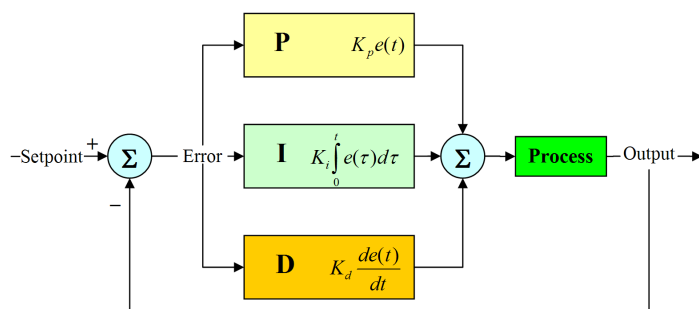 P K_p e(t)
+
Setpoint Σ Error I K_i ∫_0^t e(τ)dτ Σ Process Output
−
D K_d de(t)/dt